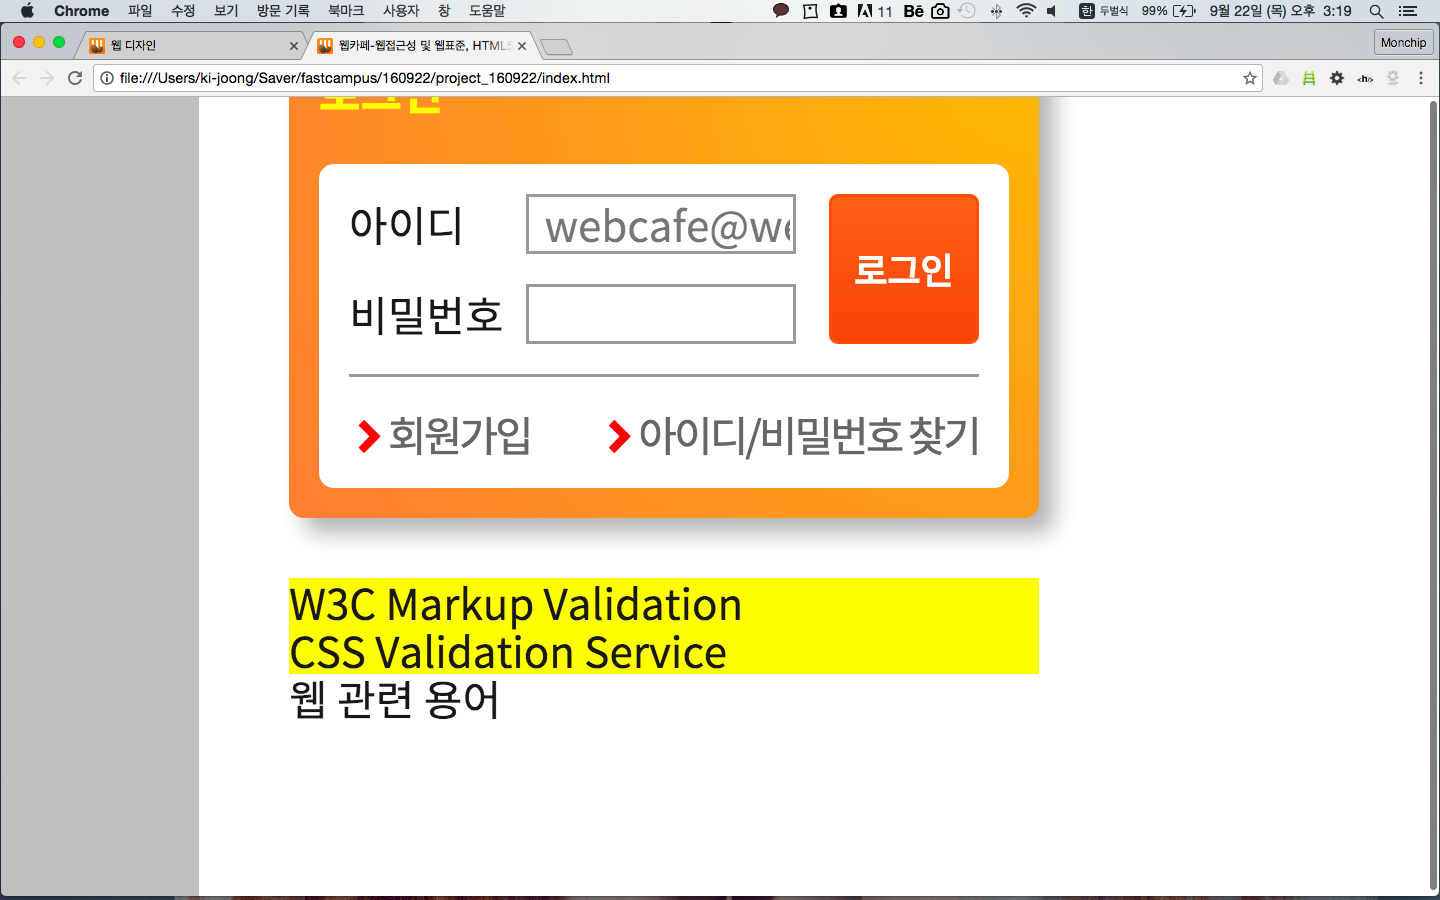 Chrome 파일 수정 보기 방문 기록 북마크 사용자 창 도움말 11 Bē 한 두벌식 99% 9월 22일 (목) 오후 3:19
웹 디자인 웹카페-웹접근성 및 웹표준, HTML5 Monchip
file:///Users/ki-joong/Saver/fastcampus/160922/project_160922/index.html <h/>
로그인
아이디 webcafe@we
로그인
비밀번호
회원가입 아이디/비밀번호 찾기
W3C Markup Validation
CSS Validation Service
웹 관련 용어